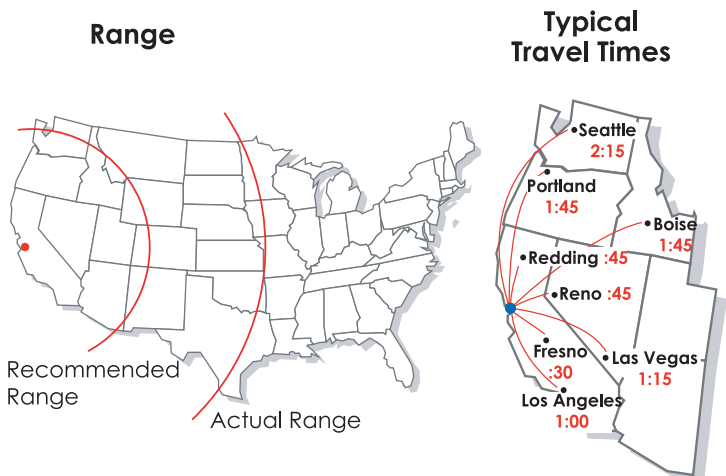 Range
Recommended
Range
Actual Range
Typical
Travel Times
Seattle
2:15
Portland
1:45
Boise
1:45
Redding :45
Reno :45
Fresno
:30
Las Vegas
1:15
Los Angeles
1:00